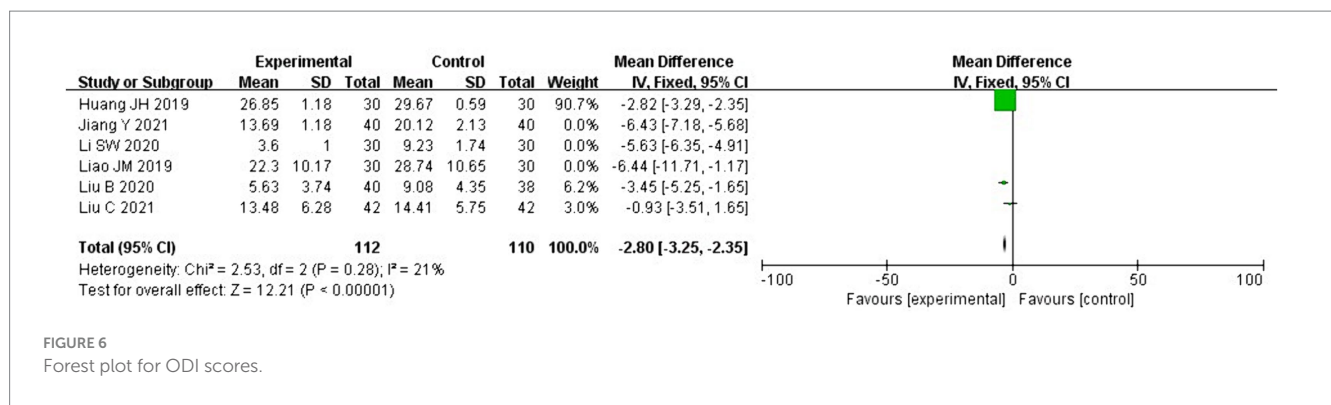 Experimental Control Mean Difference Mean Difference
Study or Subgroup Mean SD Total Mean SD Total Weight IV, Fixed, 95% CI IV, Fixed, 95% CI
Huang JH 2019 26.85 1.18 30 29.67 0.59 30 90.7% -2.82 [-3.29, -2.35]
Jiang Y 2021 13.69 1.18 40 20.12 2.13 40 0.0% -6.43 [-7.18, -5.68]
Li SW 2020 3.6 1 30 9.23 1.74 30 0.0% -5.63 [-6.35, -4.91]
Liao JM 2019 22.3 10.17 30 28.74 10.65 30 0.0% -6.44 [-11.71, -1.17]
Liu B 2020 5.63 3.74 40 9.08 4.35 38 6.2% -3.45 [-5.25, -1.65]
Liu C 2021 13.48 6.28 42 14.41 5.75 42 3.0% -0.93 [-3.51, 1.65]
Total (95% CI) 112 110 100.0% -2.80 [-3.25, -2.35]
Heterogeneity: Chi² = 2.53, df = 2 (P = 0.28); I² = 21%
Test for overall effect: Z = 12.21 (P < 0.00001)
-100 -50 0 50 100
Favours [experimental] Favours [control]
FIGURE 6
Forest plot for ODI scores.